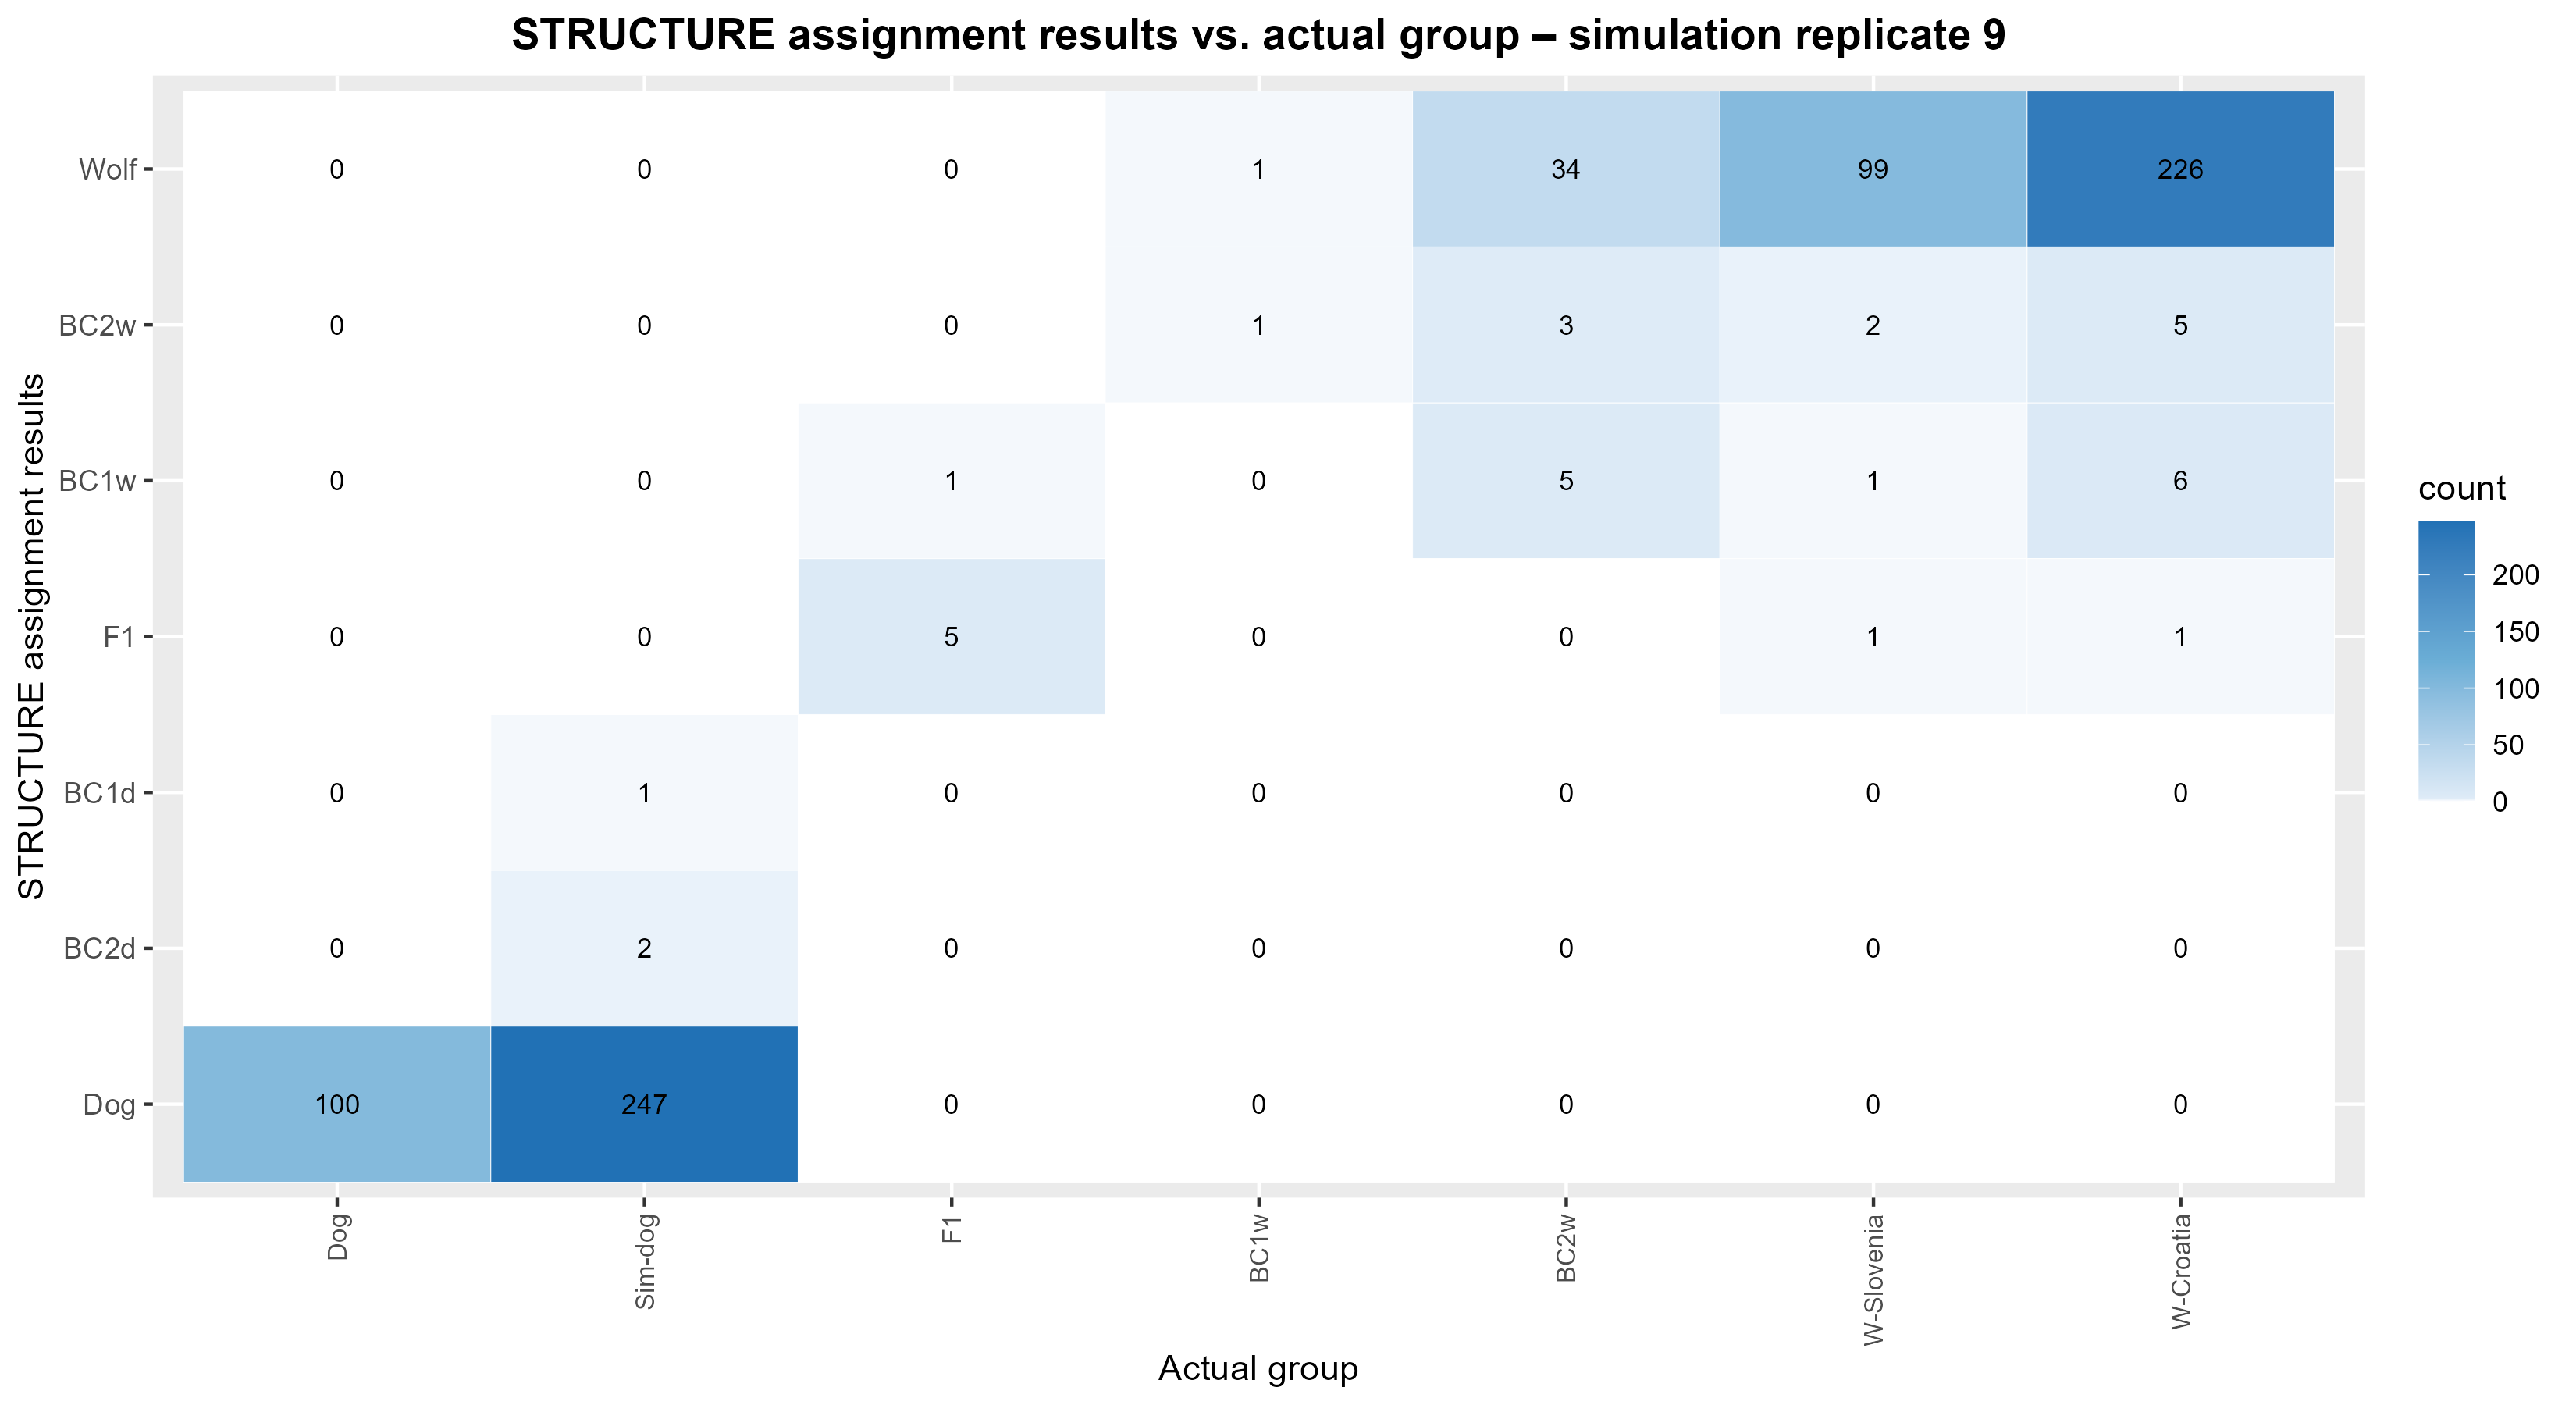 STRUCTURE assignment results vs. actual group – simulation replicate 9
STRUCTURE assignment results
Wolf 0 0 0 1 34 99 226
BC2w 0 0 0 1 3 2 5
BC1w 0 0 1 0 5 1 6
F1 0 0 5 0 0 1 1
BC1d 0 1 0 0 0 0 0
BC2d 0 2 0 0 0 0 0
Dog 100 247 0 0 0 0 0
Dog Sim-dog F1 BC1w BC2w W-Slovenia W-Croatia
Actual group
count
200
150
100
50
0